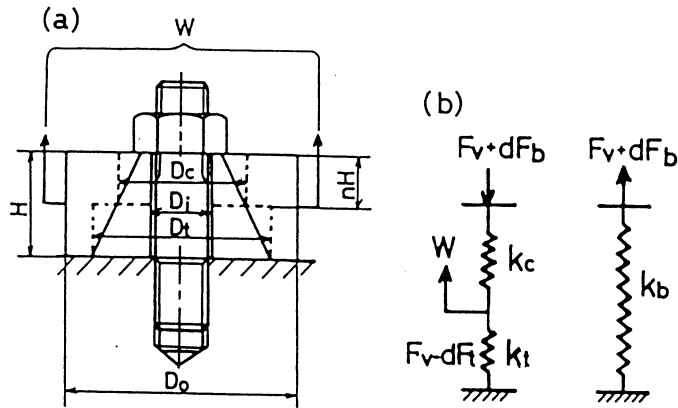 (a)
W
Dc
Di
Dt
H
nH
Do
(b)
Fv+dFb
Fv+dFb
W
kc
kb
Fv-dFt
kt